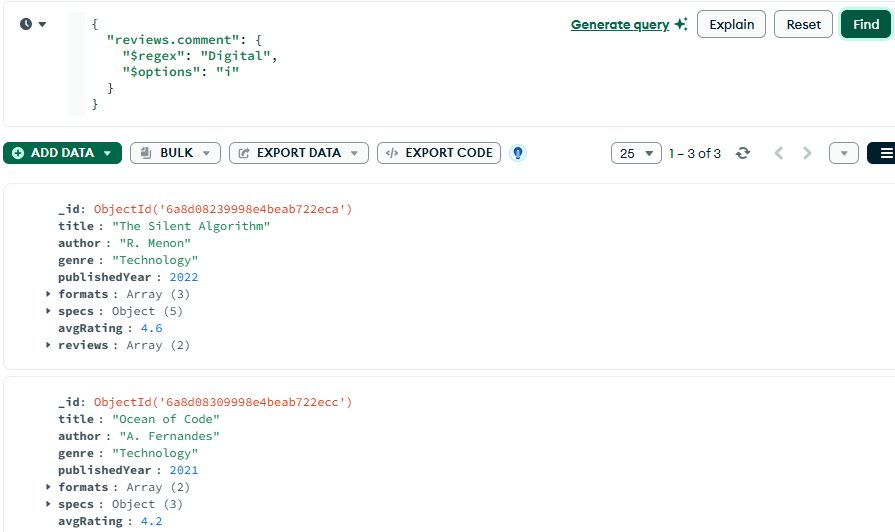 {
"reviews.comment": {
"$regex": "Digital",
"$options": "i"
}
}
Generate query
Explain
Reset
Find
ADD DATA
BULK
EXPORT DATA
EXPORT CODE
25
1 – 3 of 3
_id: ObjectId('6a8d08239998e4beab722eca')
title : "The Silent Algorithm"
author : "R. Menon"
genre : "Technology"
publishedYear : 2022
formats : Array (3)
specs : Object (5)
avgRating : 4.6
reviews : Array (2)
_id: ObjectId('6a8d08309998e4beab722ecc')
title : "Ocean of Code"
author : "A. Fernandes"
genre : "Technology"
publishedYear : 2021
formats : Array (2)
specs : Object (3)
avgRating : 4.2